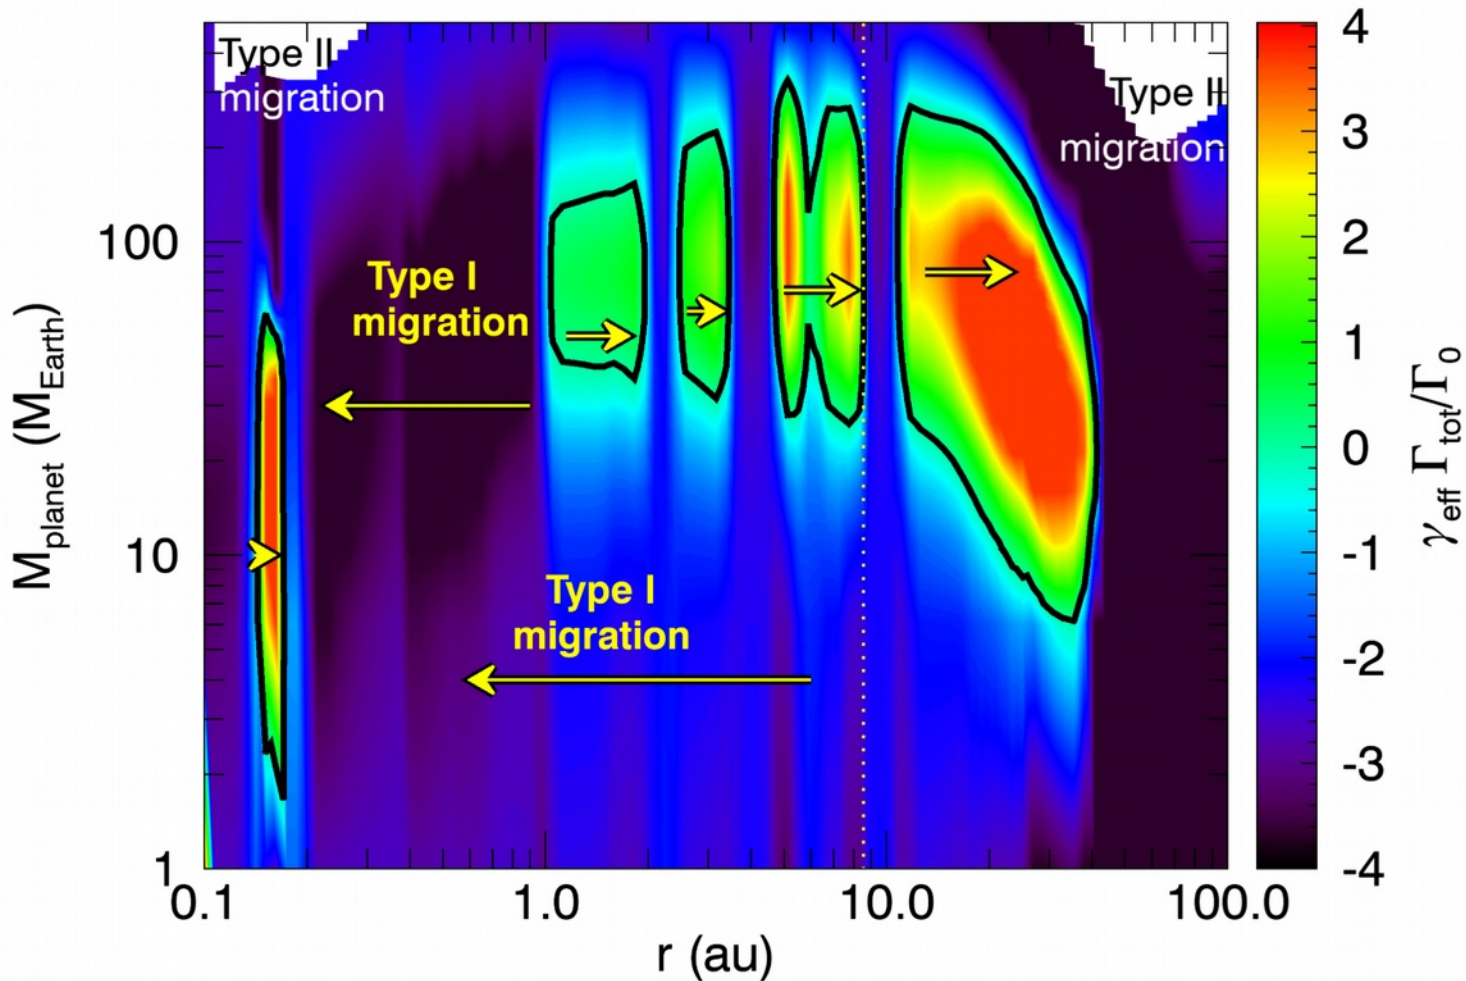 Type II
migration
Type II
migration
Type I
migration
Type I
migration
M_planet (M_Earth)
100
10
1
0.1
1.0
10.0
100.0
r (au)
4
3
2
1
0
-1
-2
-3
-4
γ_eff Γ_tot/Γ_0